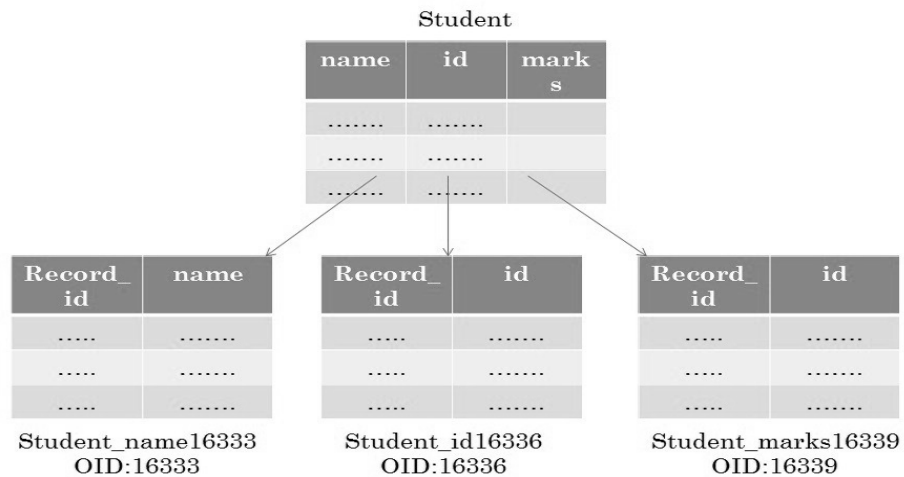 Student
name id mark
s
....... .......
....... .......
....... .......
Record_
id name
..... .......
..... .......
..... .......
Student_name16333
OID:16333
Record_
id id
..... .......
..... .......
..... .......
Student_id16336
OID:16336
Record_
id id
..... .......
..... .......
..... .......
Student_marks16339
OID:16339